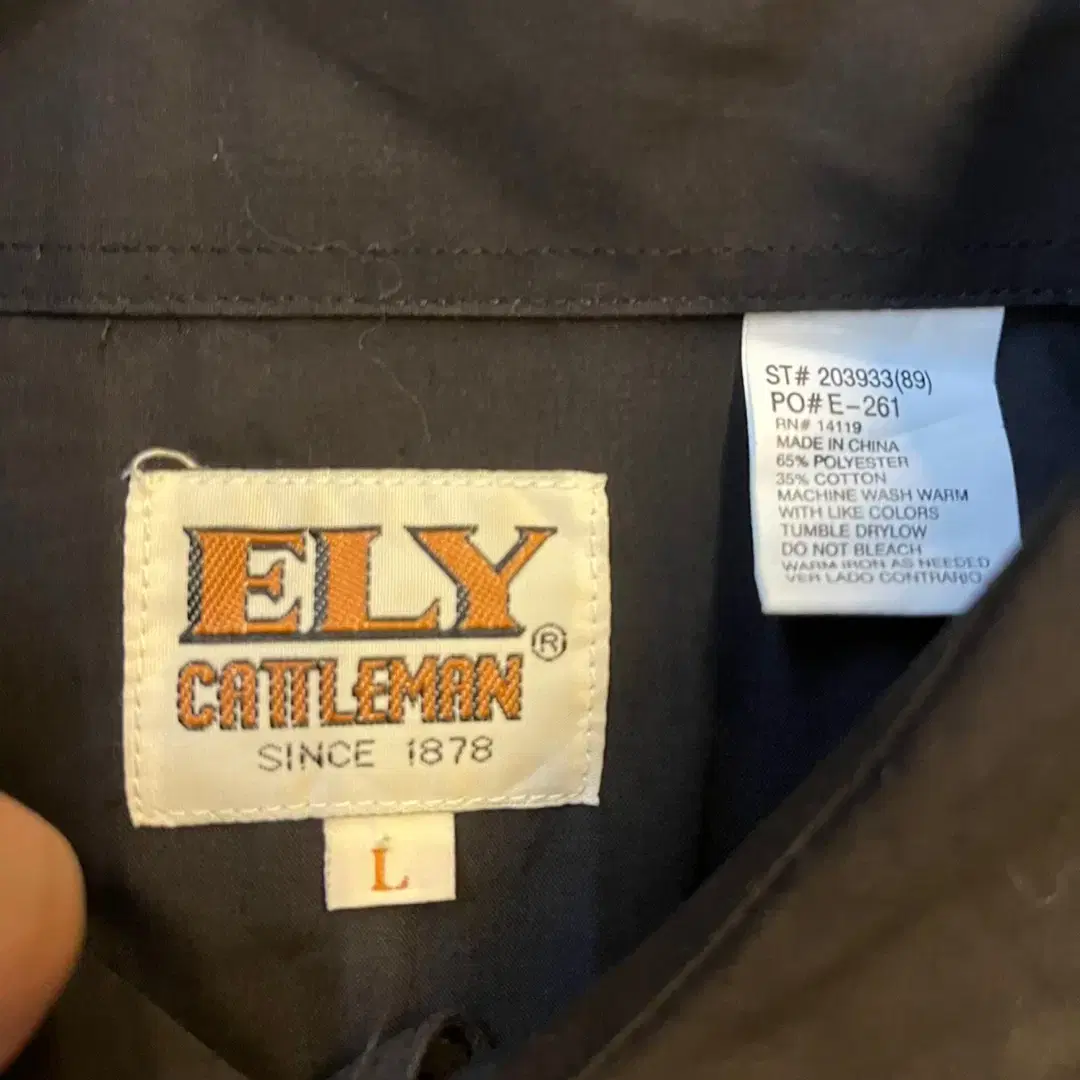 ELY
CATTLEMAN ®
SINCE 1878
L
ST# 203933(89)
PO# E-261
RN# 14119
MADE IN CHINA
65% POLYESTER
35% COTTON
MACHINE WASH WARM
WITH LIKE COLORS
TUMBLE DRYLOW
DO NOT BLEACH
WARM IRON AS NEEDED
VER LADO CONTRARIO